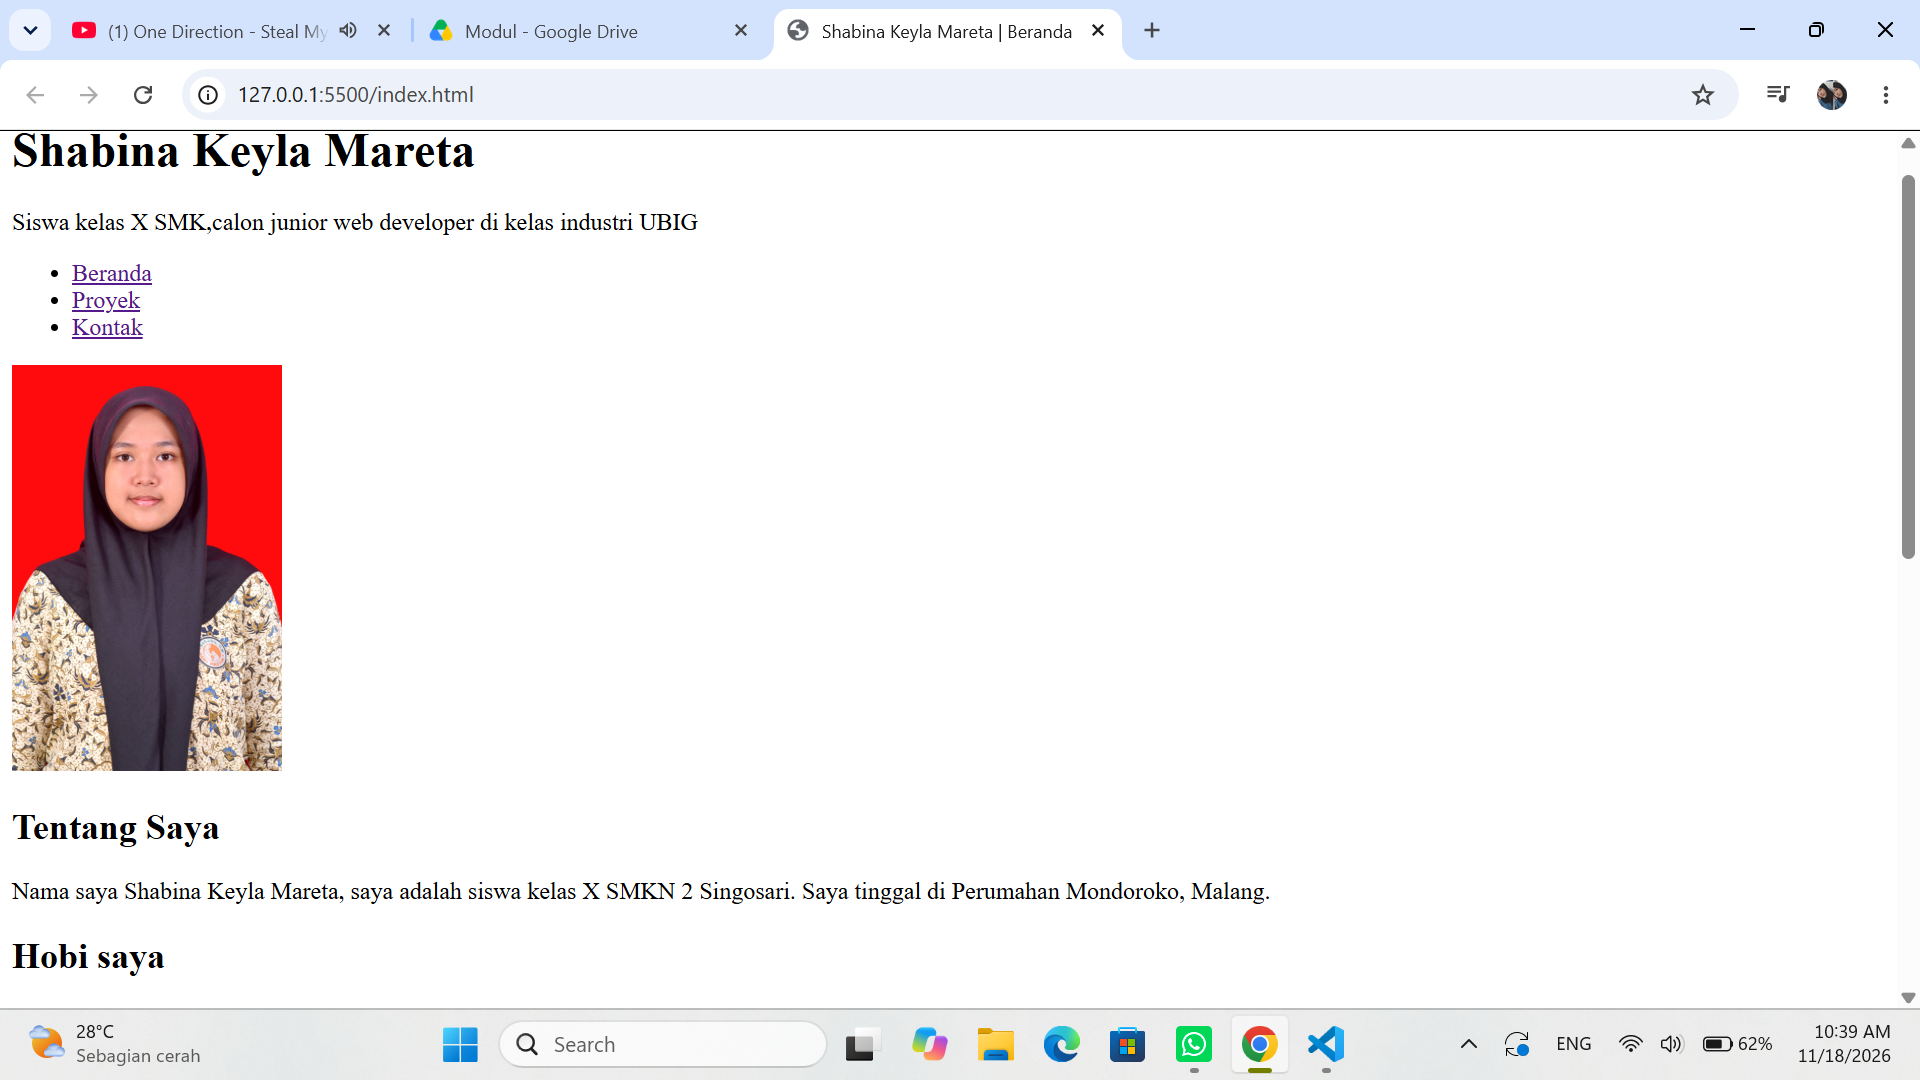 (1) One Direction - Steal My
Modul - Google Drive
Shabina Keyla Mareta | Beranda
127.0.0.1:5500/index.html
Shabina Keyla Mareta
Siswa kelas X SMK,calon junior web developer di kelas industri UBIG
Beranda
Proyek
Kontak
Tentang Saya
Nama saya Shabina Keyla Mareta, saya adalah siswa kelas X SMKN 2 Singosari. Saya tinggal di Perumahan Mondoroko, Malang.
Hobi saya
28°C
Sebagian cerah
Search
ENG
62%
10:39 AM
11/18/2026